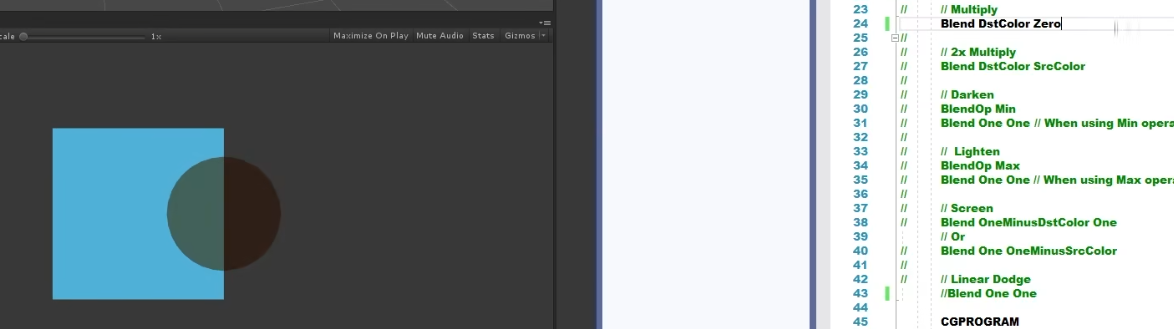 cale 1x Maximize On Play Mute Audio Stats Gizmos
23 // // Multiply
24 Blend DstColor Zero
25 //
26 // // 2x Multiply
27 // Blend DstColor SrcColor
28 //
29 // // Darken
30 // BlendOp Min
31 // Blend One One // When using Min opera
32 //
33 // // Lighten
34 // BlendOp Max
35 // Blend One One // When using Max opera
36 //
37 // // Screen
38 // Blend OneMinusDstColor One
39 // Or
40 // Blend One OneMinusSrcColor
41 //
42 // // Linear Dodge
43 //Blend One One
44
45 CGPROGRAM